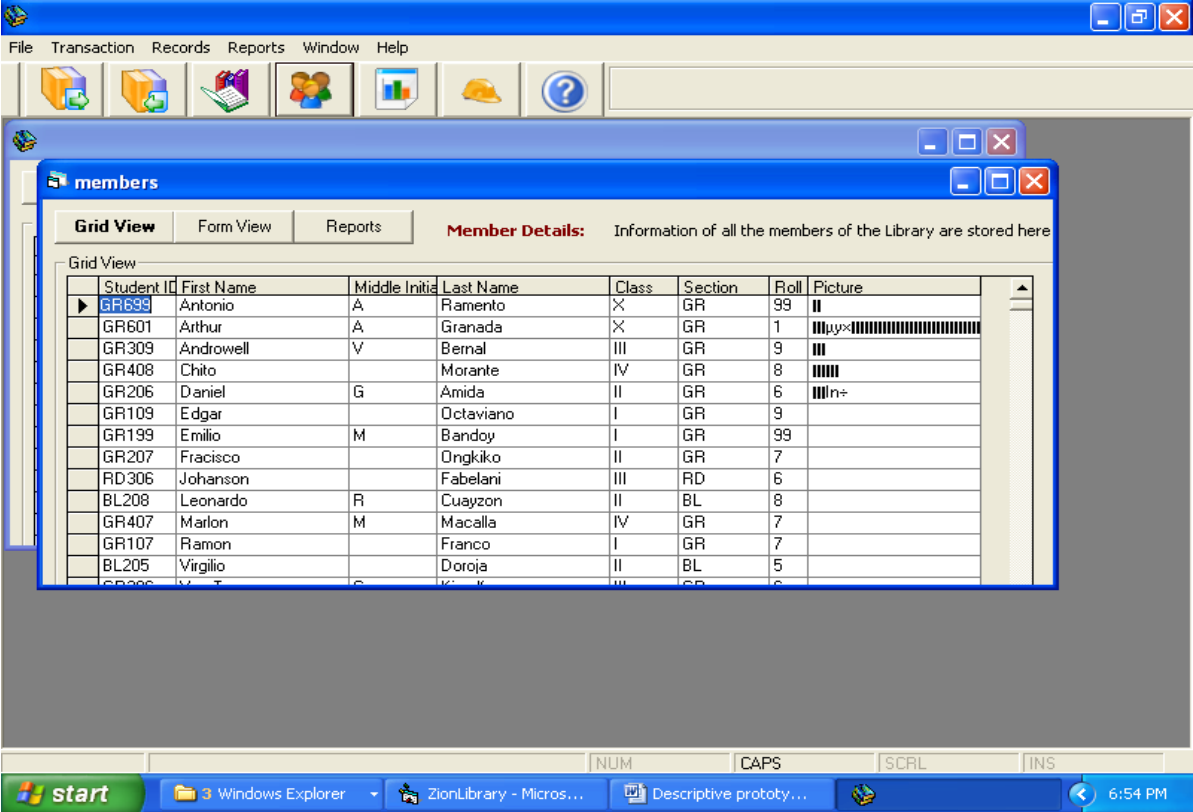 File Transaction Records Reports Window Help
members
Grid View Form View Reports Member Details: Information of all the members of the Library are stored here
Grid View
Student ID First Name Middle Initia Last Name Class Section Roll Picture
GR699 Antonio A Ramento X GR 99
GR601 Arthur A Granada X GR 1
GR309 Androwell V Bernal III GR 9
GR408 Chito Morante IV GR 8
GR206 Daniel G Amida II GR 6
GR109 Edgar Octaviano I GR 9
GR199 Emilio M Bandoy I GR 99
GR207 Fracisco Ongkiko II GR 7
RD306 Johanson Fabelani III RD 6
BL208 Leonardo R Cuayzon II BL 8
GR407 Marlon M Macalla IV GR 7
GR107 Ramon Franco I GR 7
BL205 Virgilio Doroja II BL 5
NUM CAPS SCRL INS
start 3 Windows Explorer ZionLibrary - Micros... Descriptive prototy... 6:54 PM